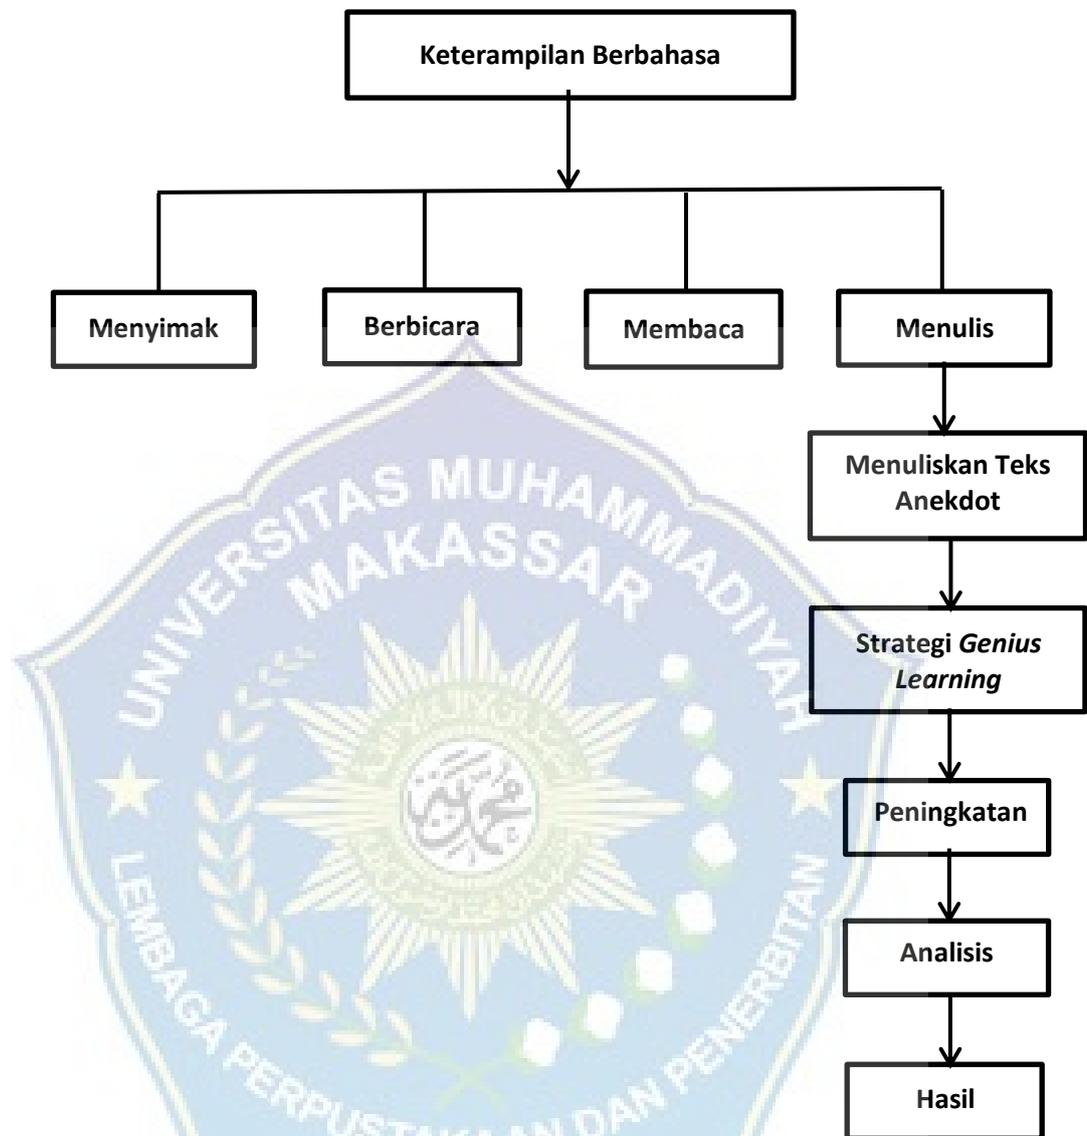 Keterampilan Berbahasa
Menyimak
Berbicara
Membaca
Menulis
Menuliskan Teks
Anekdot
Strategi Genius
Learning
Peningkatan
Analisis
Hasil
UNIVERSITAS MUHAMMADIYAH
MAKASSAR
LEMBAGA PERPUSTAKAAN DAN PENERBITAN